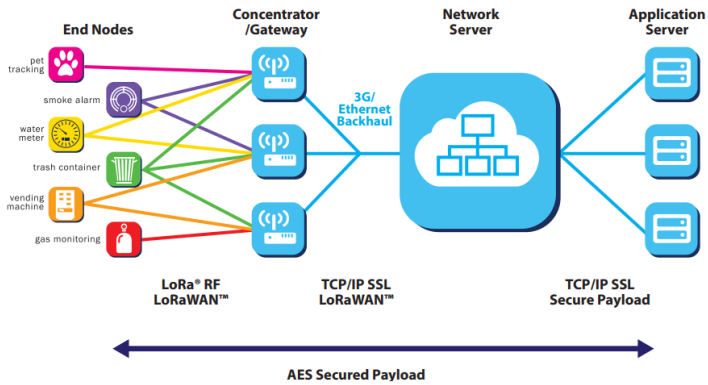 End Nodes
Concentrator
/Gateway
Network
Server
Application
Server
pet
tracking
smoke alarm
water
meter
trash container
vending
machine
gas monitoring
3G/
Ethernet
Backhaul
LoRa® RF
LoRaWAN™
TCP/IP SSL
LoRaWAN™
TCP/IP SSL
Secure Payload
AES Secured Payload